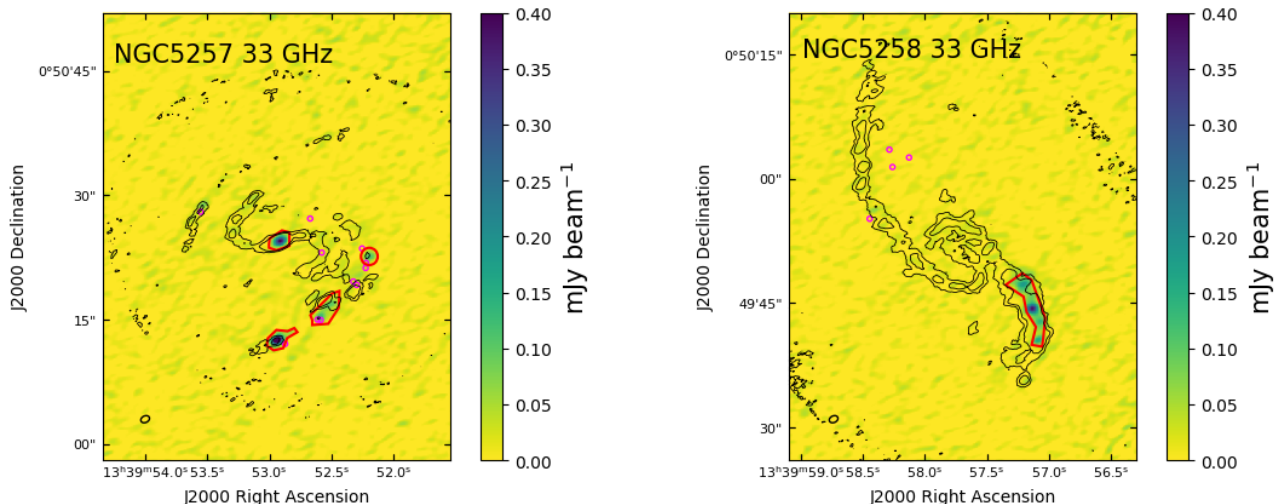 NGC5257 33 GHz
0°50'45"
30"
15"
00"
J2000 Declination
13ʰ39ᵐ54.0ˢ 53.5ˢ 53.0ˢ 52.5ˢ 52.0ˢ
J2000 Right Ascension
0.40
0.35
0.30
0.25
0.20
0.15
0.10
0.05
0.00
mJy beam⁻¹
NGC5258 33 GHz
0°50'15"
00"
49'45"
30"
J2000 Declination
13ʰ39ᵐ59.0ˢ 58.5ˢ 58.0ˢ 57.5ˢ 57.0ˢ 56.5ˢ
J2000 Right Ascension
0.40
0.35
0.30
0.25
0.20
0.15
0.10
0.05
0.00
mJy beam⁻¹